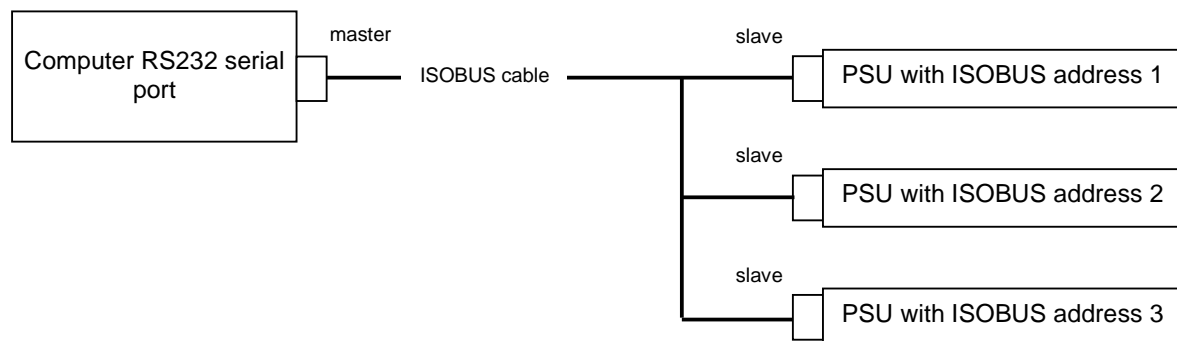 master
Computer RS232 serial
port
ISOBUS cable
slave
PSU with ISOBUS address 1
slave
PSU with ISOBUS address 2
slave
PSU with ISOBUS address 3